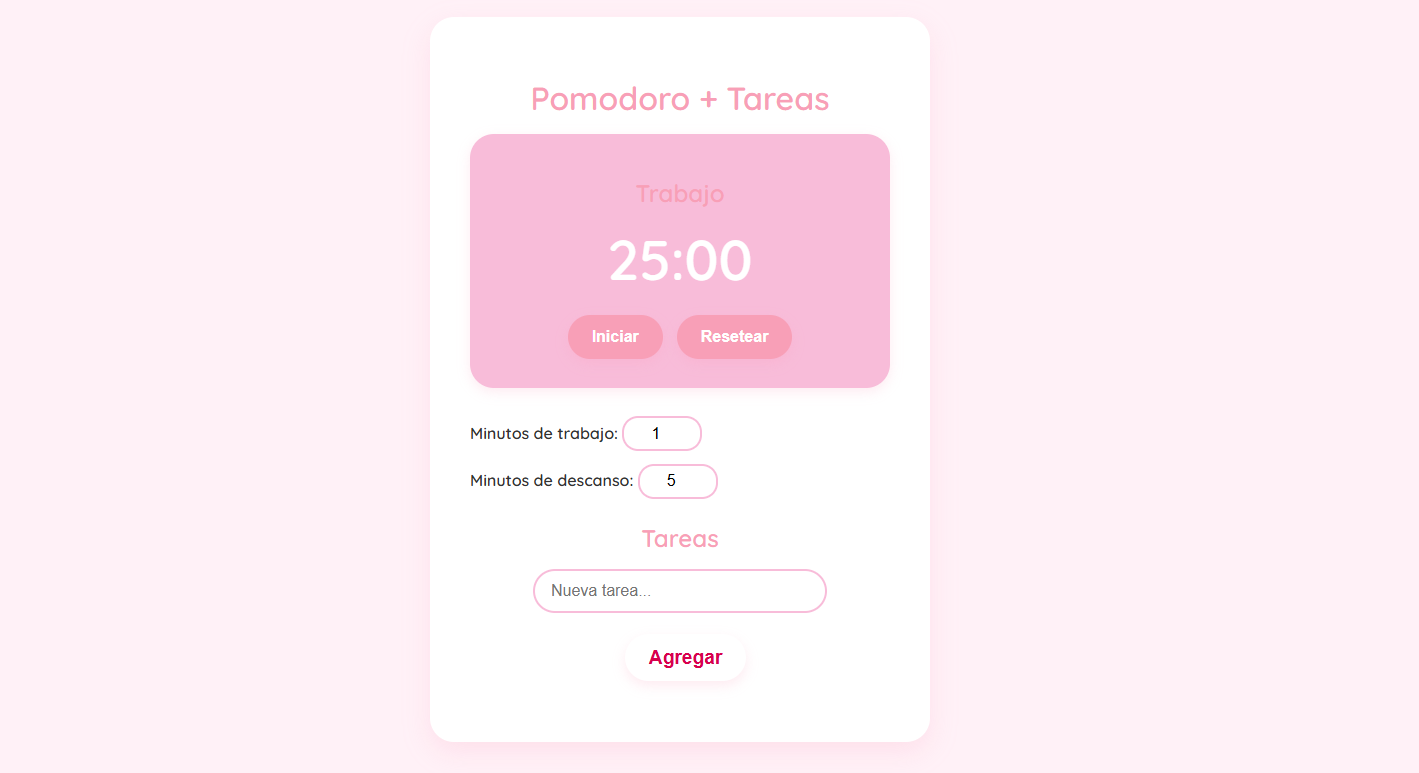 Pomodoro + Tareas
Trabajo
25:00
Iniciar Resetear
Minutos de trabajo: 1
Minutos de descanso: 5
Tareas
Nueva tarea...
Agregar